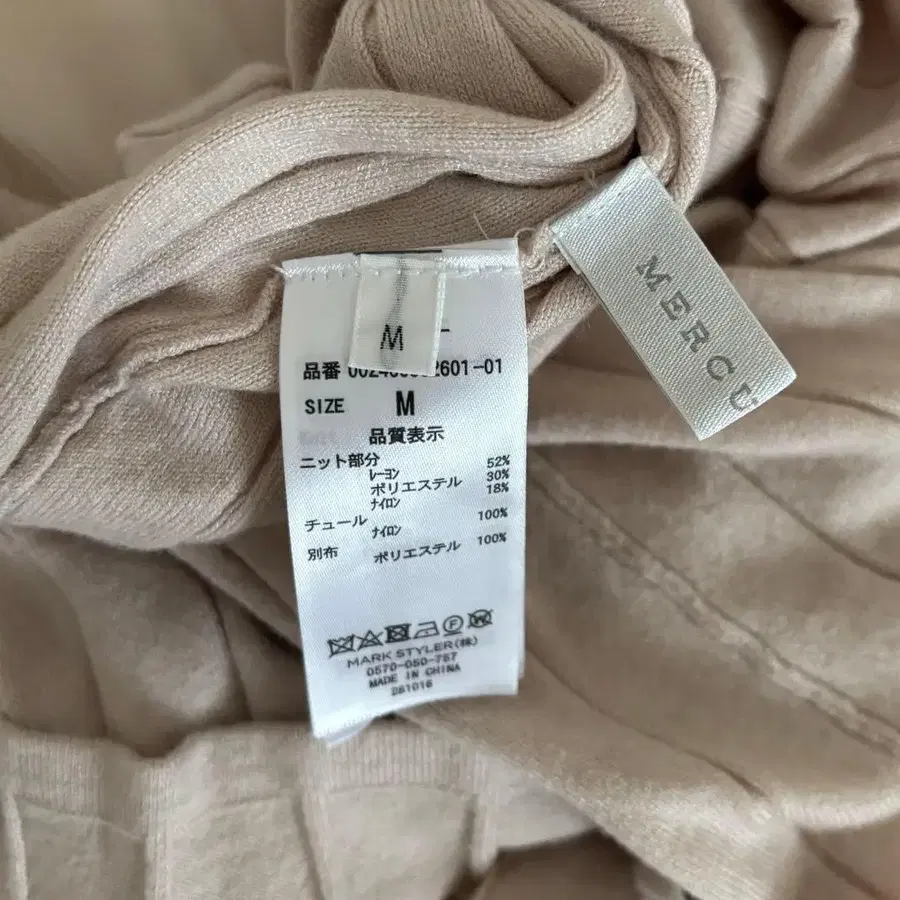 M
品番
2601-01
SIZE M
品質表示
ニット部分
レーヨン 52%
ポリエステル 30%
ナイロン 18%
チュール
ナイロン 100%
別布
ポリエステル 100%
F
W
MARK STYLER(株)
0570-050-757
MADE IN CHINA
261016
MERCU